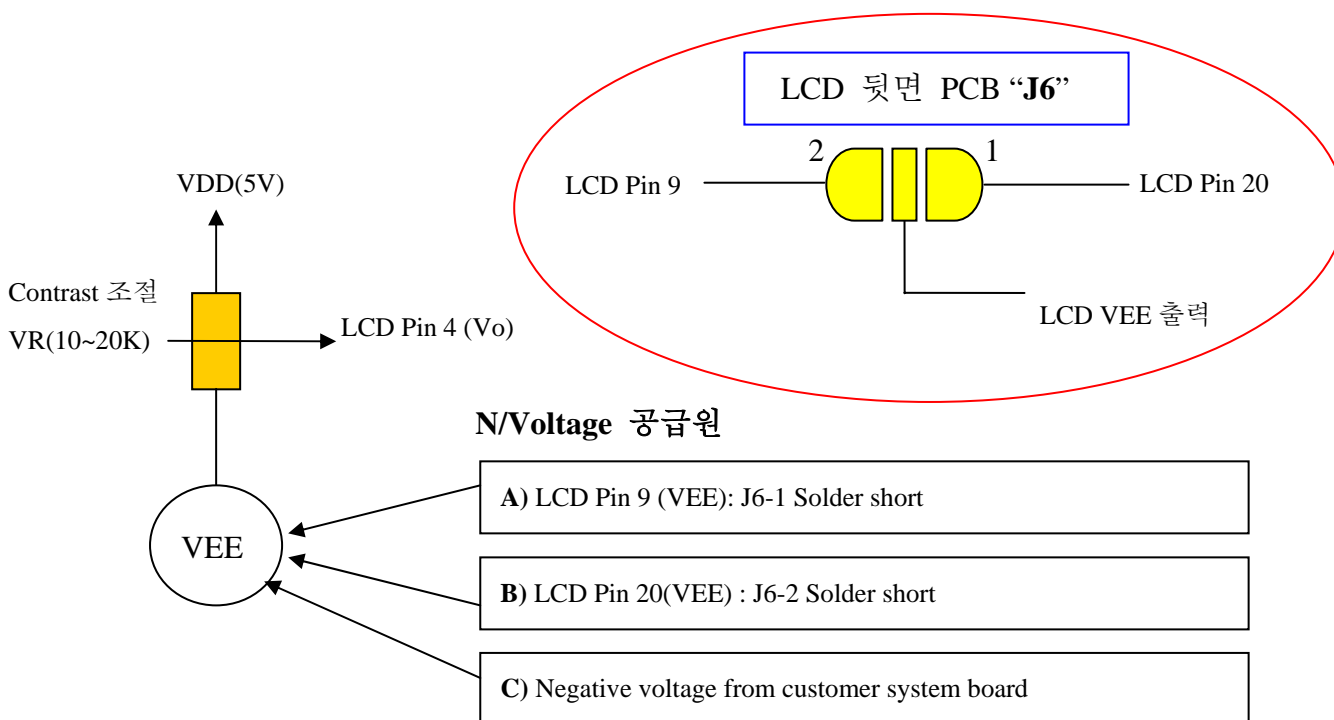 LCD 뒷면 PCB “J6”
2
1
LCD Pin 9
LCD Pin 20
LCD VEE 출력
VDD(5V)
Contrast 조절
VR(10~20K)
LCD Pin 4 (Vo)
N/Voltage 공급원
VEE
A) LCD Pin 9 (VEE): J6-1 Solder short
B) LCD Pin 20(VEE) : J6-2 Solder short
C) Negative voltage from customer system board